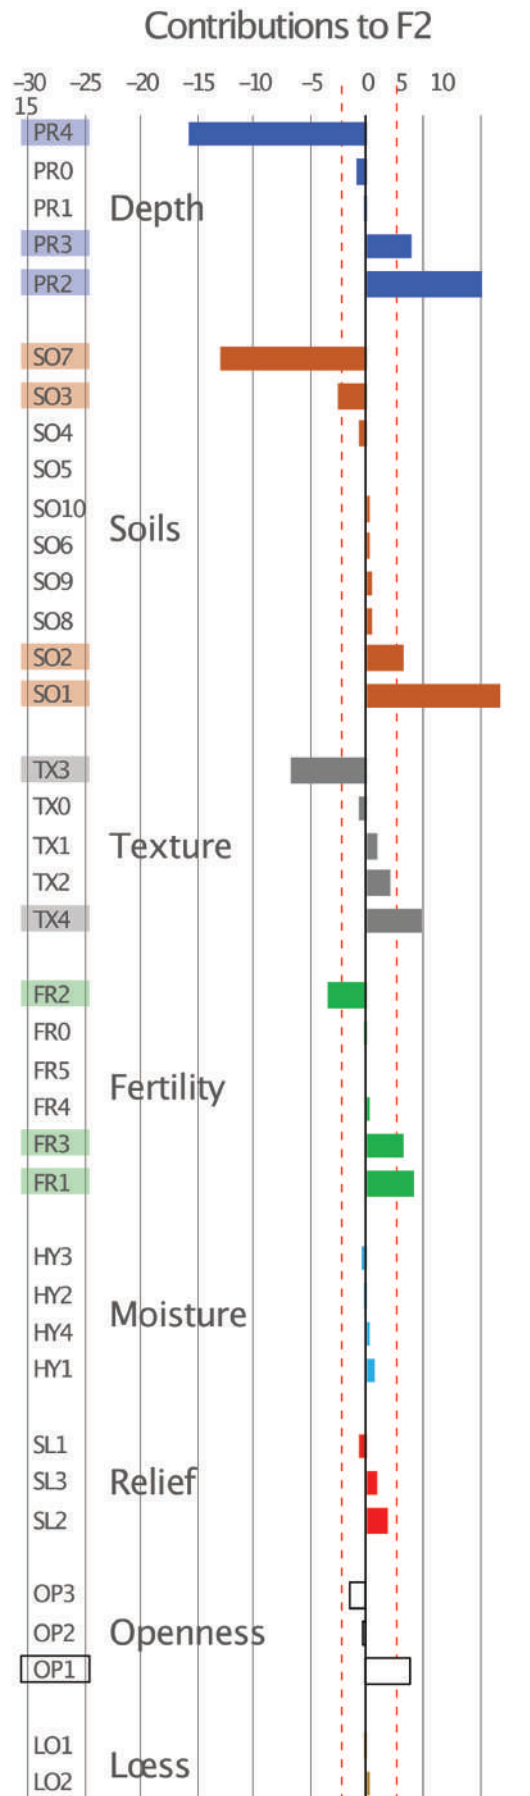 Contributions to F2
−30 −25 −20 −15 −10 −5 0 5 10
15
PR4
PR0
PR1 Depth
PR3
PR2
SO7
SO3
SO4
SO5
SO10 Soils
SO6
SO9
SO8
SO2
SO1
TX3
TX0
TX1 Texture
TX2
TX4
FR2
FR0
FR5 Fertility
FR4
FR3
FR1
HY3
HY2 Moisture
HY4
HY1
SL1
SL3 Relief
SL2
OP3
OP2 Openness
OP1
LO1 Lœss
LO2